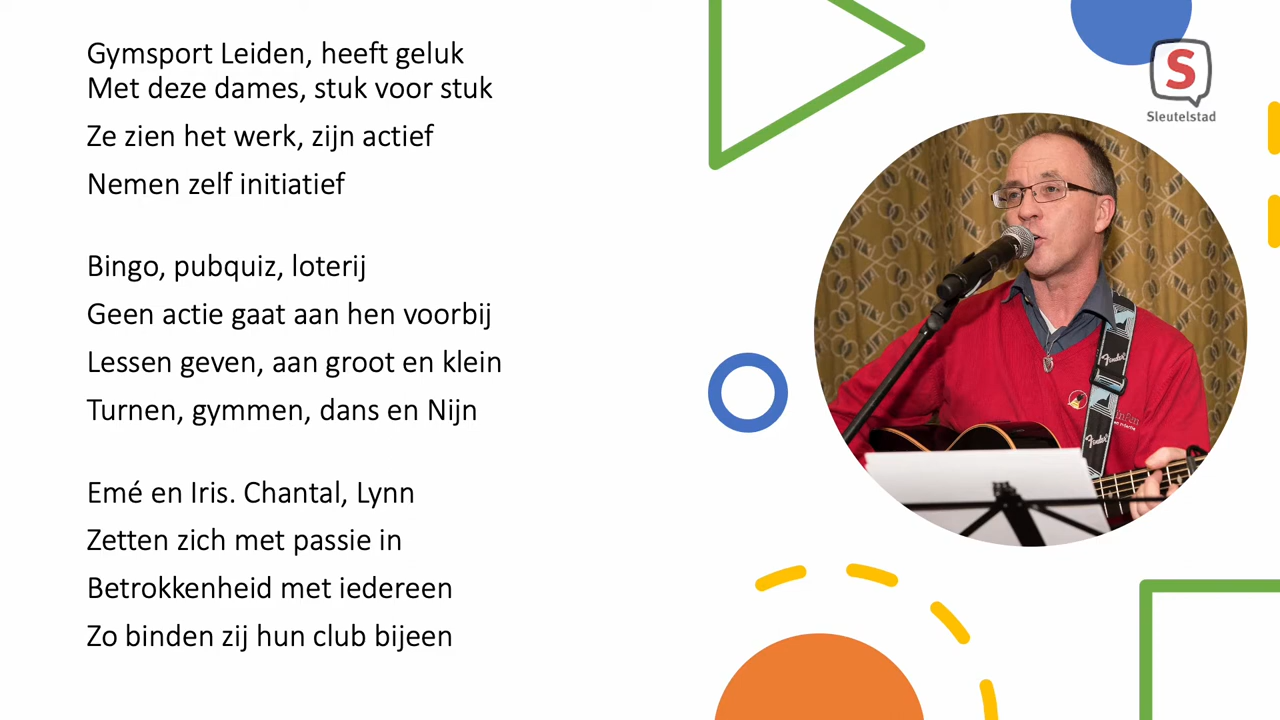 Gymsport Leiden, heeft geluk
Met deze dames, stuk voor stuk
Ze zien het werk, zijn actief
Nemen zelf initiatief
Bingo, pubquiz, loterij
Geen actie gaat aan hen voorbij
Lessen geven, aan groot en klein
Turnen, gymmen, dans en Nijn
Emé en Iris. Chantal, Lynn
Zetten zich met passie in
Betrokkenheid met iedereen
Zo binden zij hun club bijeen
S
Sleutelstad
Fender
Fender